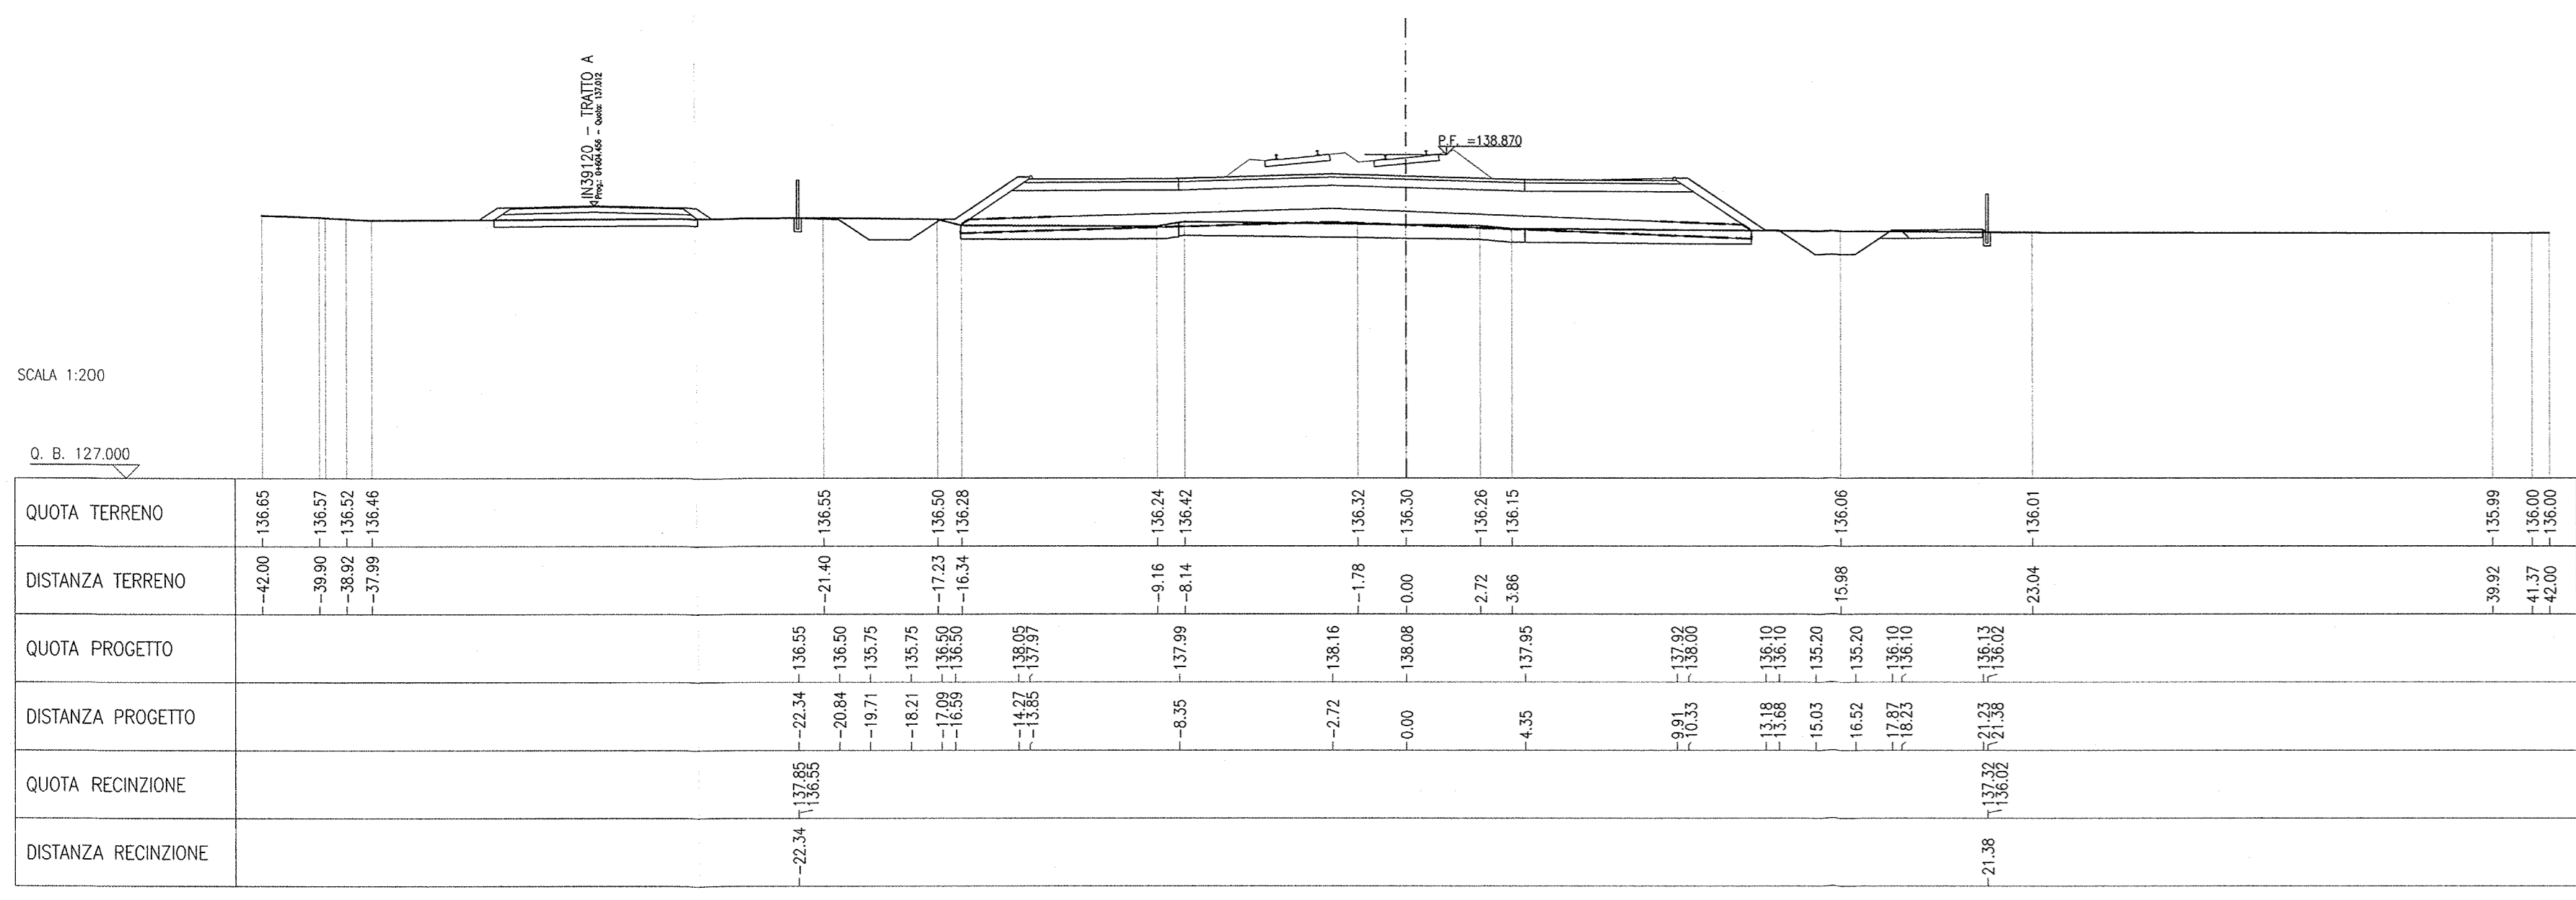 IN39120 - TRATTO A
Prog.: 0+604.456 - Quota: 137.012
P.F. =138.870
SCALA 1:200
Q. B. 127.000
QUOTA TERRENO 136.65 136.57 136.52 136.46 136.55 136.50 136.28 136.24 136.42 136.32 136.30 136.26 136.15 136.06 136.01 135.99 136.00 136.00
DISTANZA TERRENO -42.00 -39.90 -38.92 -37.99 -21.40 -17.23 -16.34 -9.16 -8.14 -1.78 0.00 2.72 3.86 15.98 23.04 39.92 41.37 42.00
QUOTA PROGETTO 136.55 136.50 135.75 135.75 136.50 136.50 138.05 137.97 137.99 138.16 138.08 137.95 137.92 138.00 136.10 136.10 135.20 135.20 136.10 136.10 136.13 136.02
DISTANZA PROGETTO -22.34 -20.84 -19.71 -18.21 -17.09 -16.59 -14.27 -13.85 -8.35 -2.72 0.00 4.35 9.91 10.33 13.18 13.68 15.03 16.52 17.87 18.23 21.23 21.38
QUOTA RECINZIONE 137.85 136.55 137.32 136.02
DISTANZA RECINZIONE -22.34 21.38